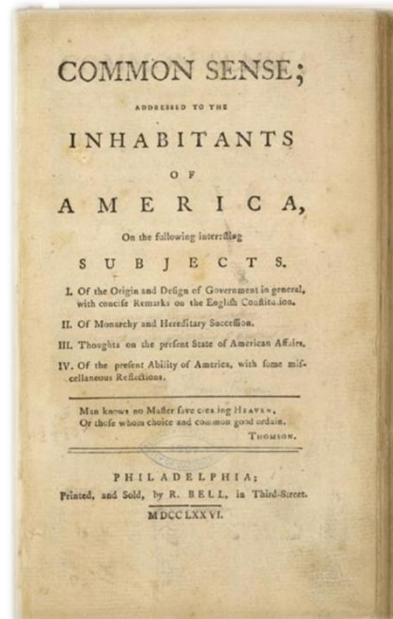 COMMON SENSE;
ADDRESSED TO THE
INHABITANTS
OF
AMERICA,
On the following interesting
SUBJECTS.
I. Of the Origin and Design of Government in general,
with concise Remarks on the English Constitution.
II. Of Monarchy and Hereditary Succession.
III. Thoughts on the present State of American Affairs.
IV. Of the present Ability of America, with some mis-
cellaneous Reflections.
Man knows no Master save creating HEAVEN,
Or those whom choice and common good ordain.
THOMSON.
PHILADELPHIA;
Printed, and Sold, by R. BELL, in Third-Street.
MDCCLXXVI.